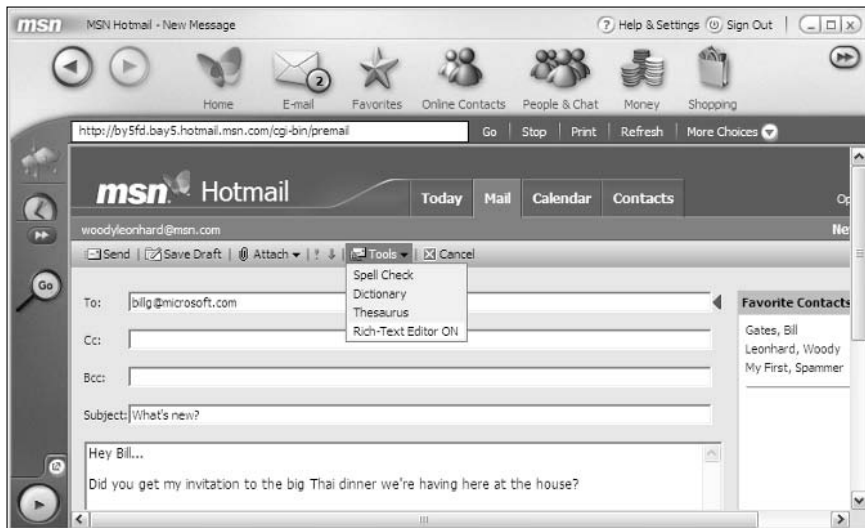 msn MSN Hotmail - New Message ? Help & Settings Sign Out
2
Home E-mail Favorites Online Contacts People & Chat Money Shopping
http://by5fd.bay5.hotmail.msn.com/cgi-bin/premail Go Stop Print Refresh More Choices
msn Hotmail Today Mail Calendar Contacts Op
woodyleonhard@msn.com Ne
Send | Save Draft | Attach | ! | Tools | Cancel
Go
Spell Check
Dictionary
Thesaurus
Rich-Text Editor ON
To: billg@microsoft.com
Cc:
Bcc:
Subject: What's new?
Favorite Contacts
Gates, Bill
Leonhard, Woody
My First, Spammer
Hey Bill...
Did you get my invitation to the big Thai dinner we're having here at the house?